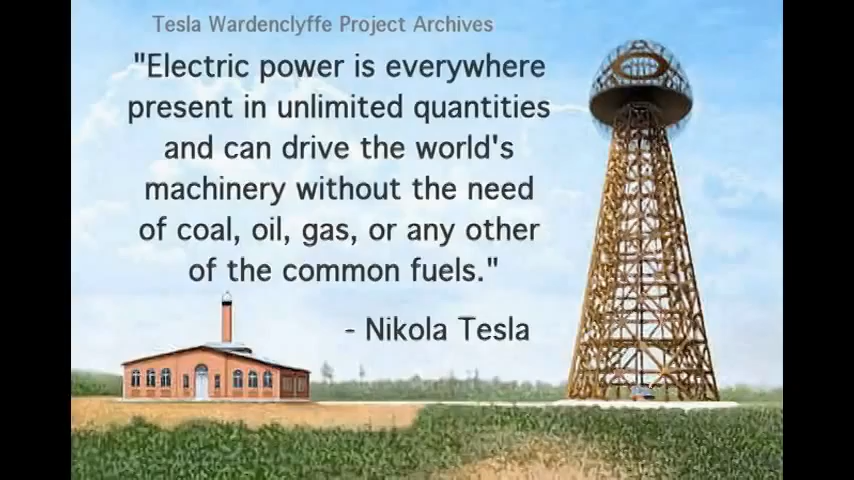 Tesla Wardenclyffe Project Archives
"Electric power is everywhere
present in unlimited quantities
and can drive the world's
machinery without the need
of coal, oil, gas, or any other
of the common fuels."
- Nikola Tesla